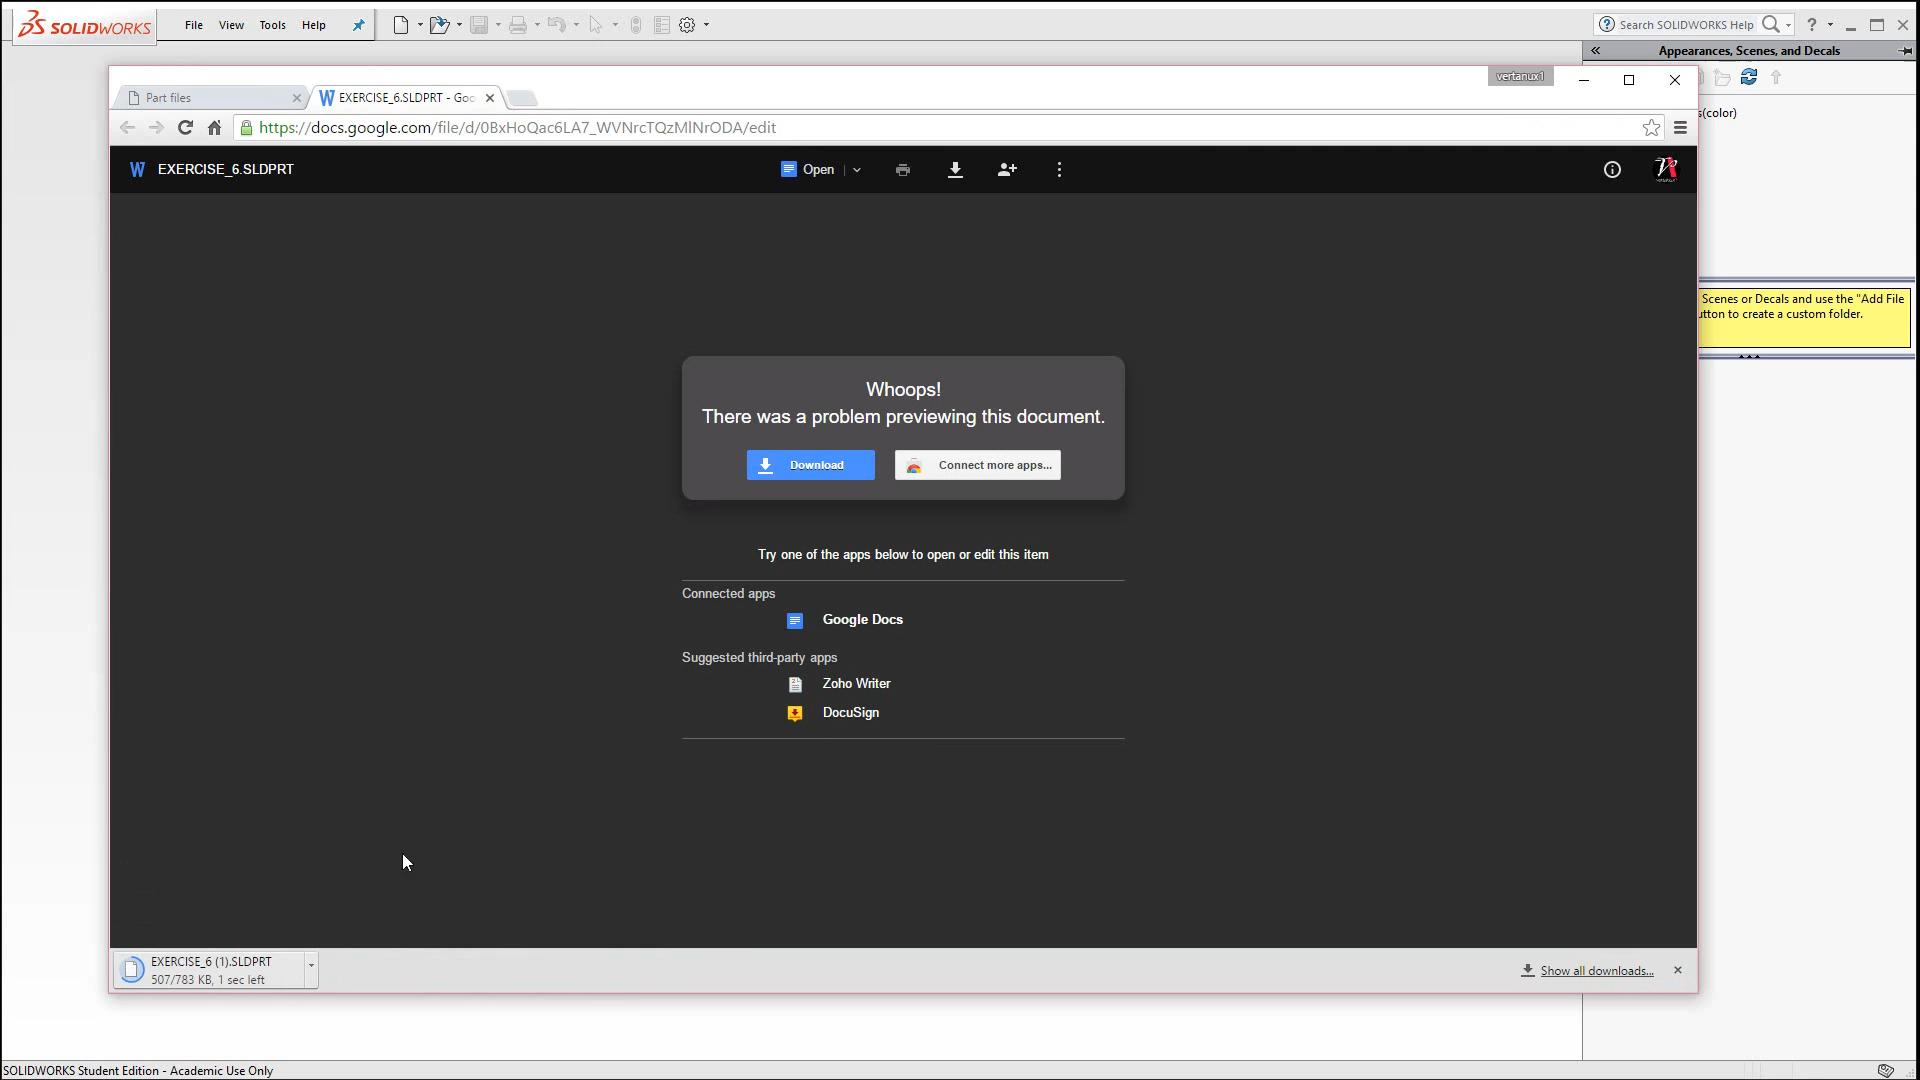 SOLIDWORKS
File View Tools Help
Search SOLIDWORKS Help
Appearances, Scenes, and Decals
vertanux1
Part files
EXERCISE_6.SLDPRT - Goo
https://docs.google.com/file/d/0BxHoQac6LA7_WVNrcTQzMlNrODA/edit
s(color)
EXERCISE_6.SLDPRT
Open
Scenes or Decals and use the "Add File
utton to create a custom folder.
Whoops!
There was a problem previewing this document.
Download
Connect more apps...
Try one of the apps below to open or edit this item
Connected apps
Google Docs
Suggested third-party apps
Zoho Writer
DocuSign
EXERCISE_6 (1).SLDPRT
507/783 KB, 1 sec left
Show all downloads...
SOLIDWORKS Student Edition - Academic Use Only